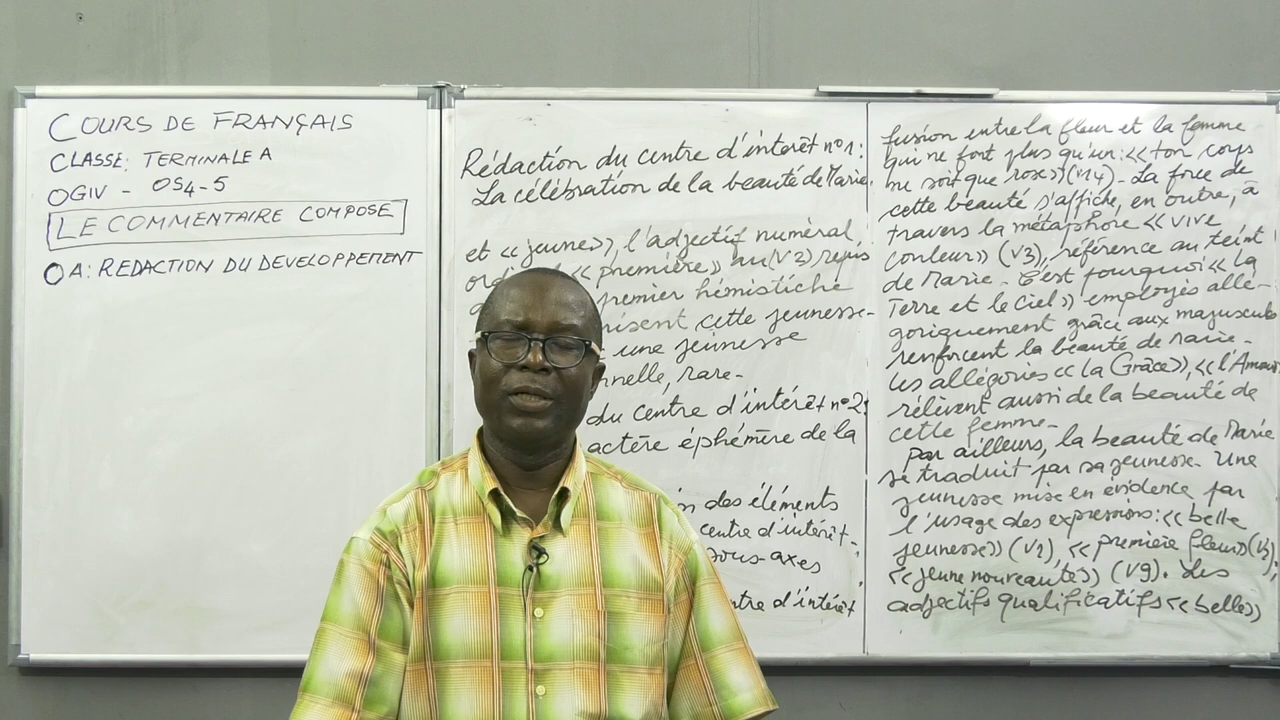 COURS DE FRANÇAIS
CLASSE: TERMINALE A
OGIV - OS4-5
LE COMMENTAIRE COMPOSE
OA: REDACTION DU DEVELOPPEMENT
Rédaction du centre d'intérêt n°1:
La célébration de la beauté de Marie.
et «jeune», l'adjectif numéral
«première» au (V2) repris
premier hémistiche
cette jeunesse.
une jeunesse
rare.
du centre d'intérêt n°2:
éphémère de la
des éléments
centre d'intérêt.
sous-axes
d'intérêt
fusion entre la fleur et la femme
qui ne font plus qu'un: «ton corps
ne soit que rose» (V14). La force de
cette beauté s'affiche, en outre, à
travers la métaphore «vive
couleur» (V3), référence au teint
de Marie. C'est pourquoi «la
Terre et le Ciel» employés allé-
goriquement grâce aux majuscules
renforcent la beauté de Marie.
Les allégories «la Grâce», «l'Amour
rélèvent aussi de la beauté de
cette femme.
Par ailleurs, la beauté de Marie
se traduit par sa jeunesse. Une
jeunesse mise en évidence par
l'usage des expressions: «belle
jeunesse» (V1), «première fleur»
«jeune nouveauté» (V9). Les
adjectifs qualificatifs «belle»